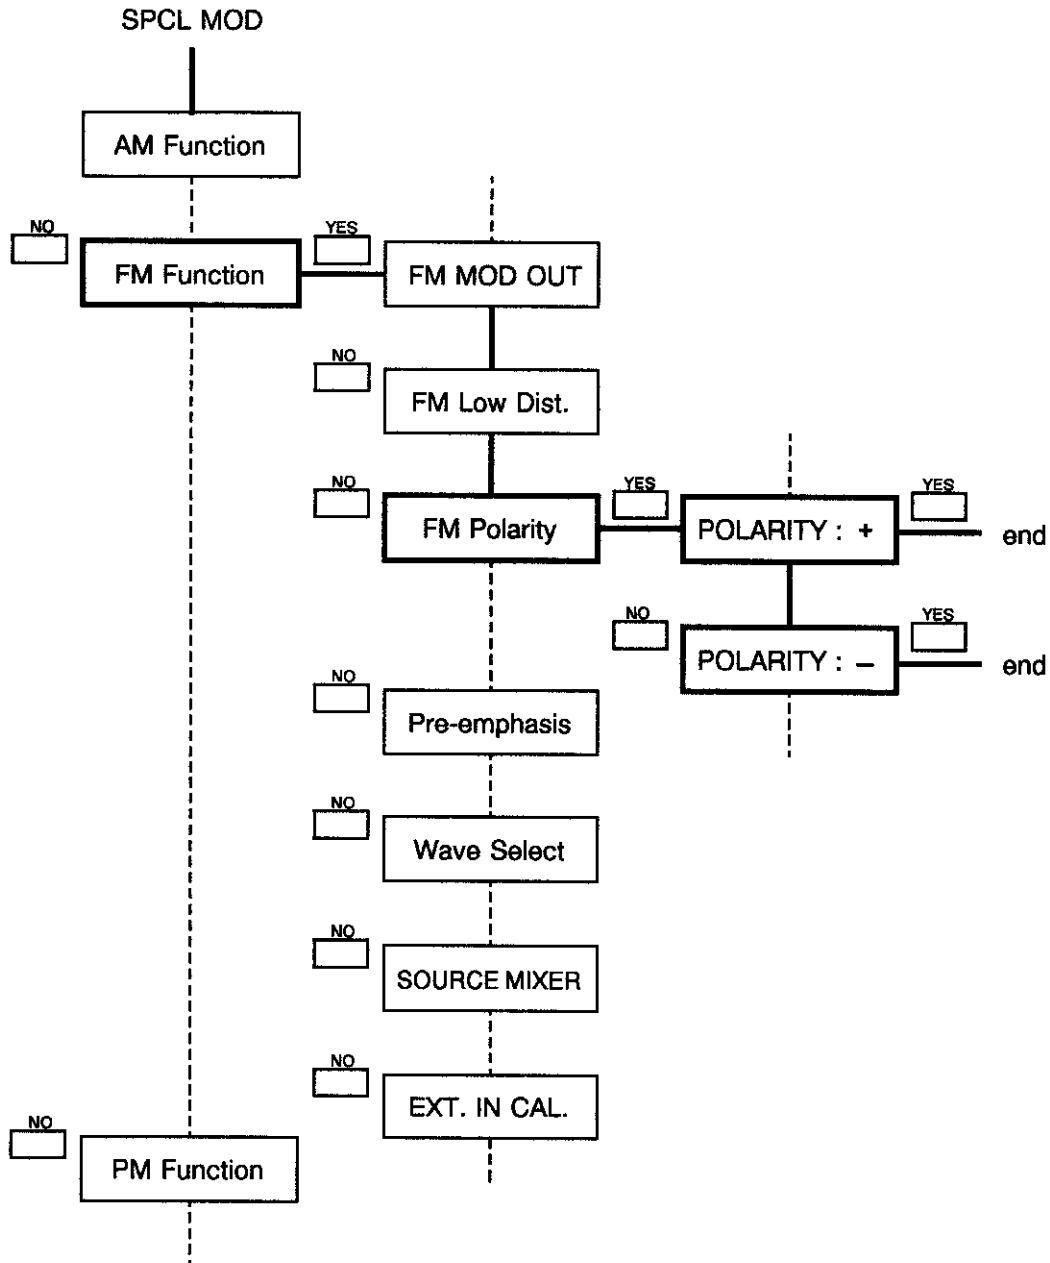 SPCL MOD
AM Function
NO
FM Function
YES
FM MOD OUT
NO
FM Low Dist.
NO
FM Polarity
YES
POLARITY : +
YES
end
NO
POLARITY : –
YES
end
NO
Pre-emphasis
NO
Wave Select
NO
SOURCE MIXER
NO
EXT. IN CAL.
NO
PM Function